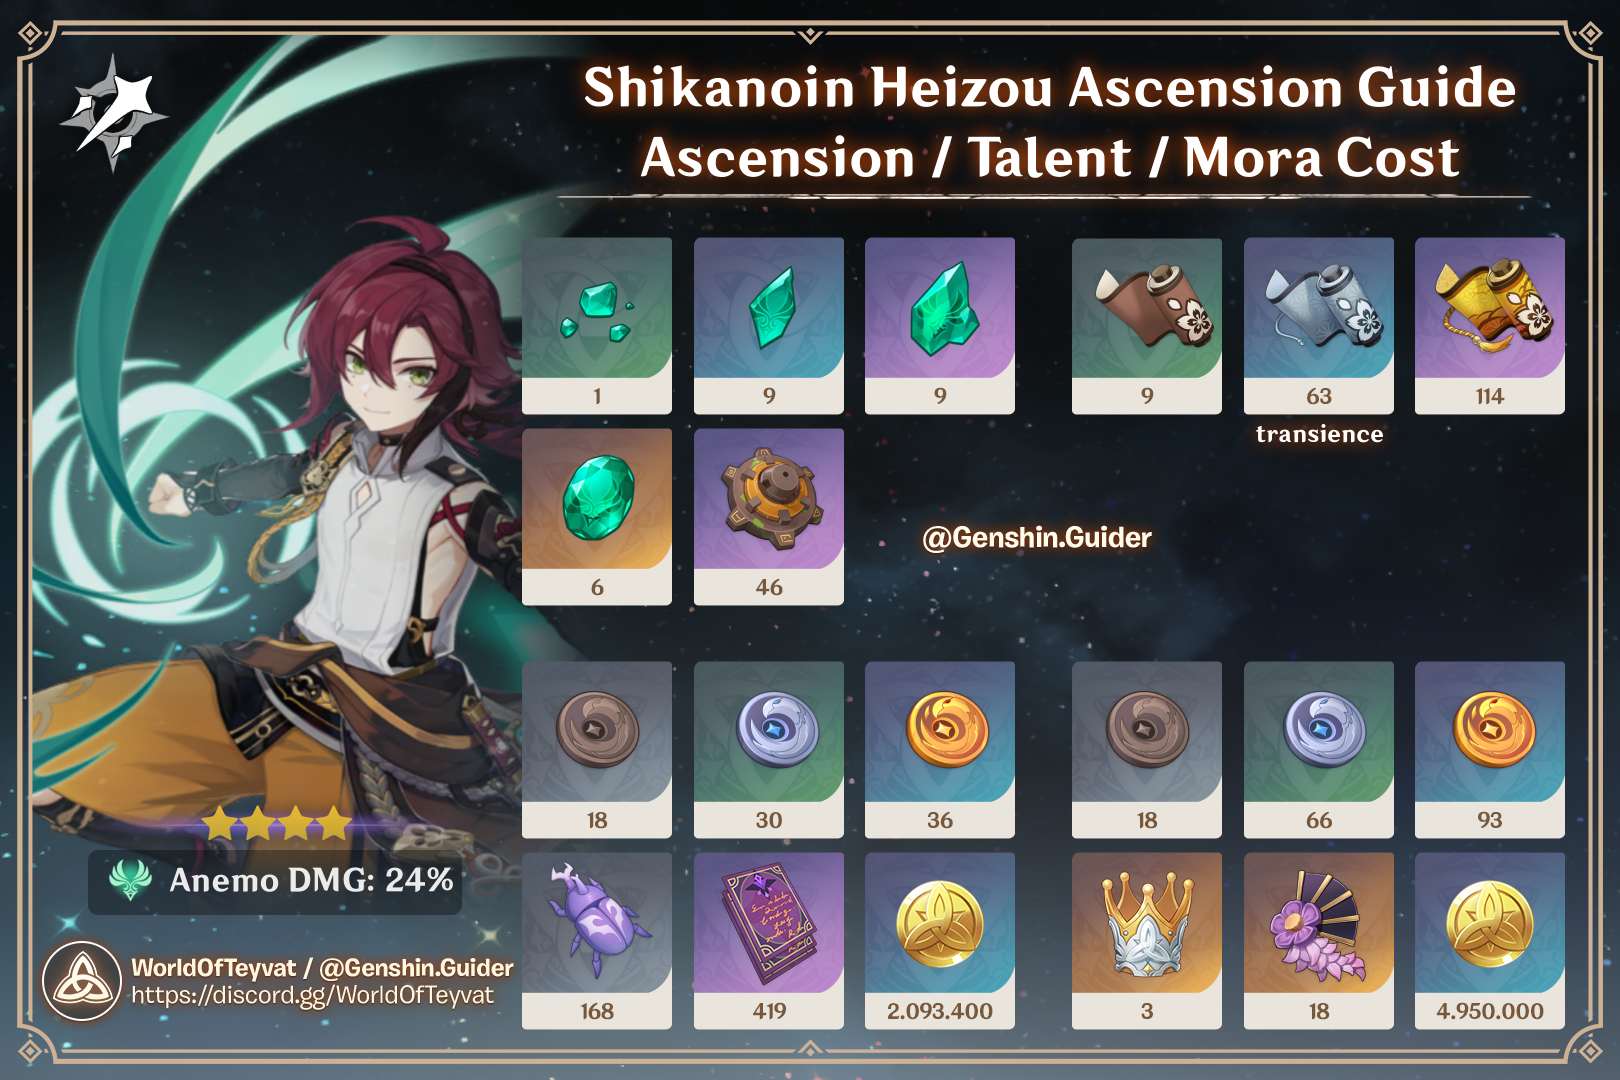 Shikanoin Heizou Ascension Guide
Ascension / Talent / Mora Cost
1
9
9
9
63
114
transience
6
46
@Genshin.Guider
18
30
36
18
66
93
168
419
2.093.400
3
18
4.950.000
Anemo DMG: 24%
WorldOfTeyvat / @Genshin.Guider
https://discord.gg/WorldOfTeyvat